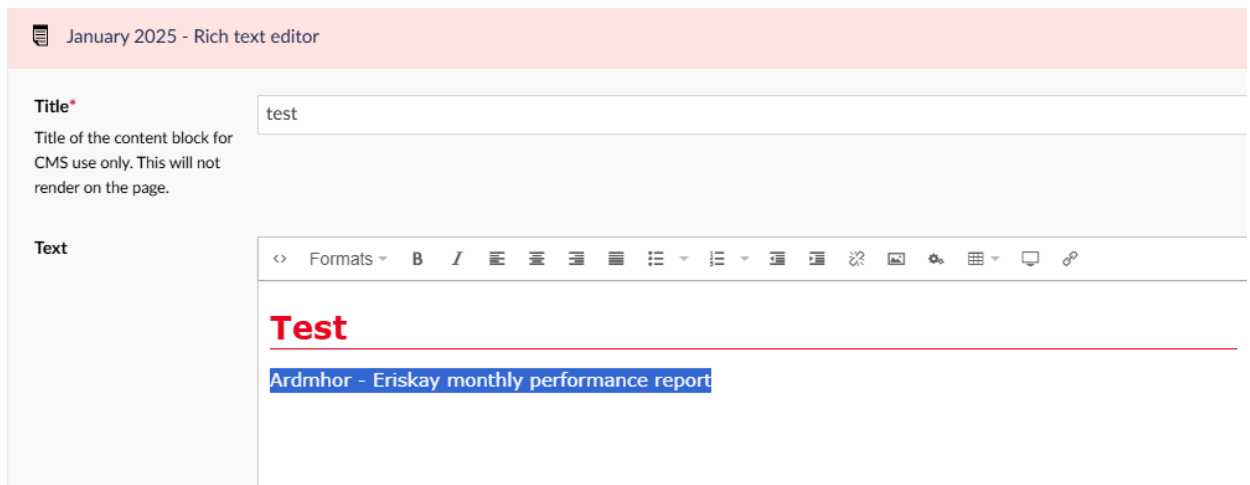 January 2025 - Rich text editor
Title*
test
Title of the content block for
CMS use only. This will not
render on the page.
Text
<> Formats B I
Test
Ardmhor - Eriskay monthly performance report